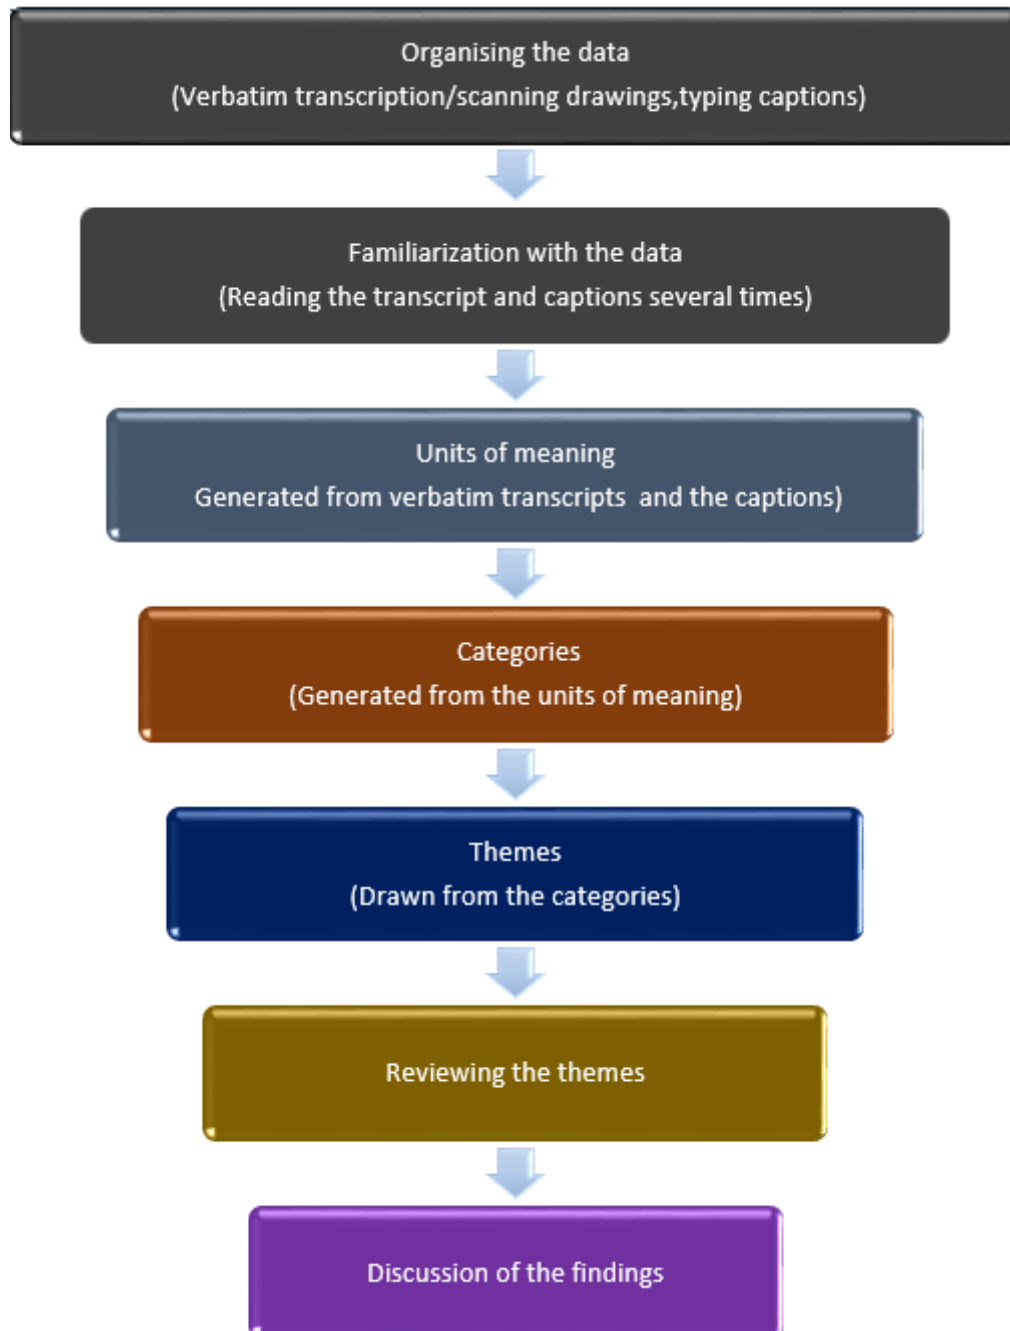 Organising the data
(Verbatim transcription/scanning drawings,typing captions)
Familiarization with the data
(Reading the transcript and captions several times)
Units of meaning
Generated from verbatim transcripts  and the captions)
Categories
(Generated from the units of meaning)
Themes
(Drawn from the categories)
Reviewing the themes
Discussion of the findings